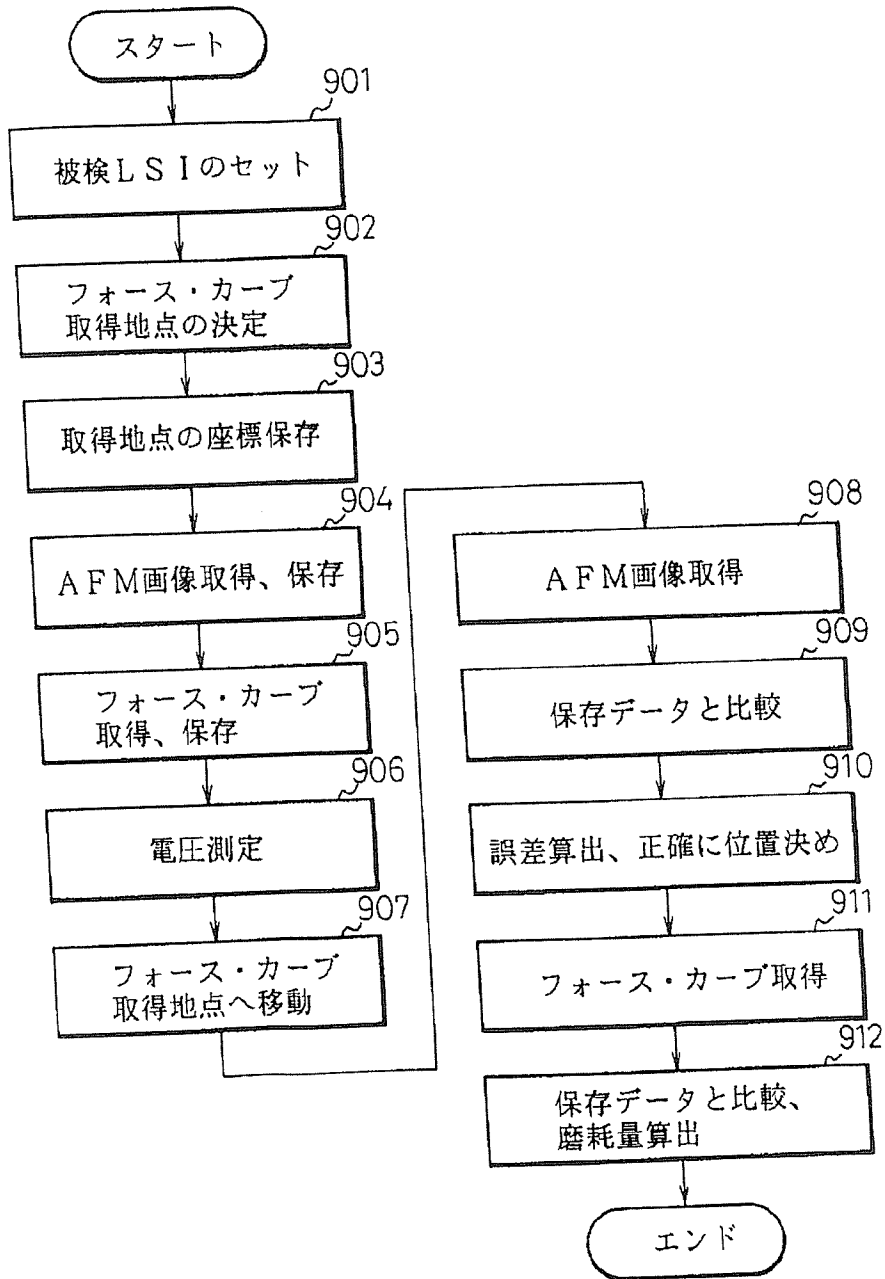 スタート
901
被検LSIのセット
902
フォース・カーブ
取得地点の決定
903
取得地点の座標保存
904
AFM画像取得、保存
905
フォース・カーブ
取得、保存
906
電圧測定
907
フォース・カーブ
取得地点へ移動
908
AFM画像取得
909
保存データと比較
910
誤差算出、正確に位置決め
911
フォース・カーブ取得
912
保存データと比較、
磨耗量算出
エンド